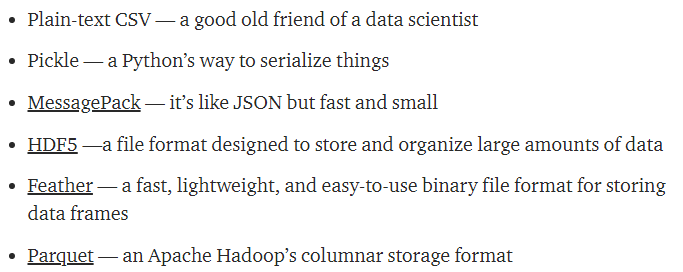 • Plain-text CSV — a good old friend of a data scientist
• Pickle — a Python’s way to serialize things
• MessagePack — it’s like JSON but fast and small
• HDF5 —a file format designed to store and organize large amounts of data
• Feather — a fast, lightweight, and easy-to-use binary file format for storing
data frames
• Parquet — an Apache Hadoop’s columnar storage format